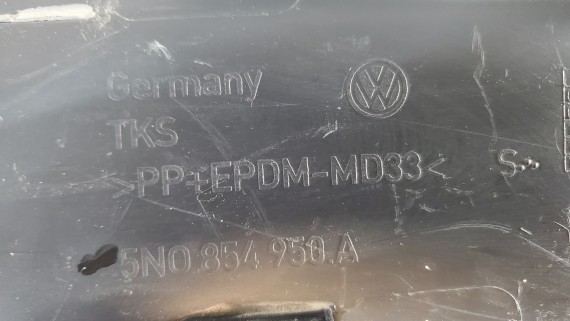 Germany
TKS
>PP+EPDM-MD33<
5N0.854.950.A